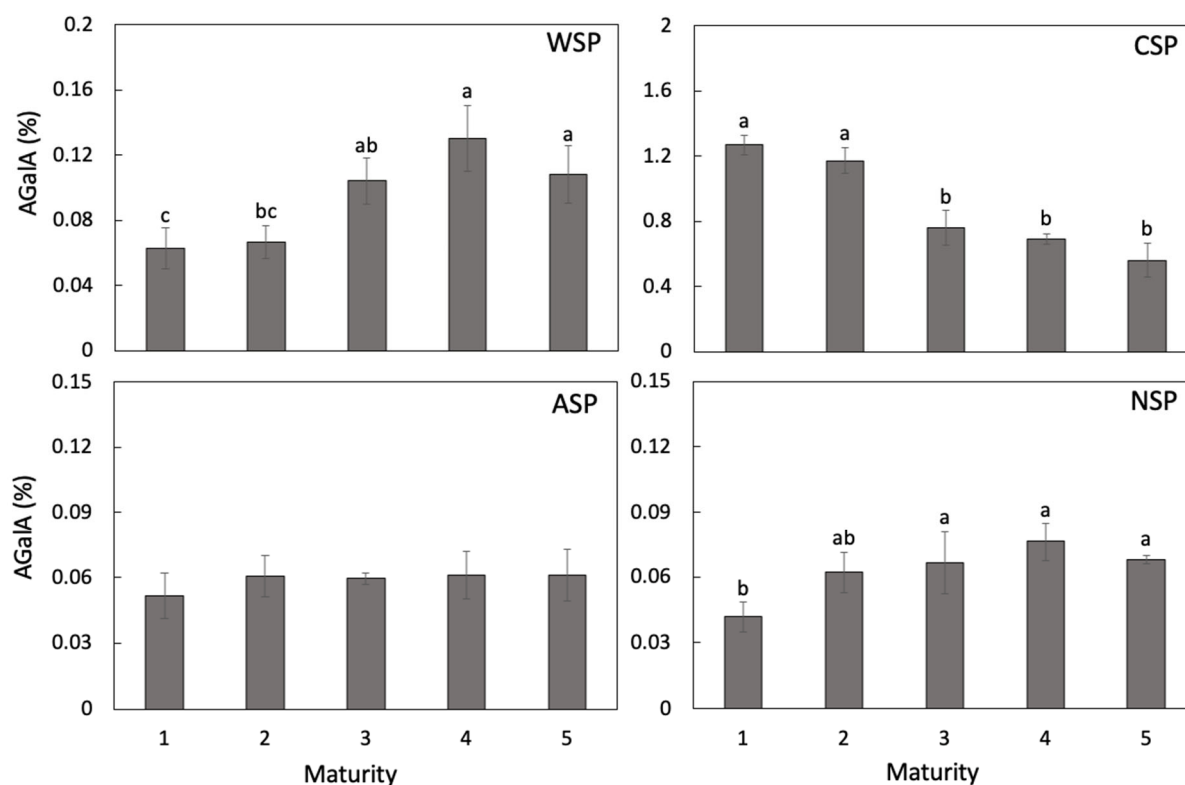 WSP
AGalA (%)
0.2
0.16
0.12
0.08
0.04
0
c
bc
ab
a
a
CSP
2
1.6
1.2
0.8
0.4
0
a
a
b
b
b
ASP
AGalA (%)
0.15
0.12
0.09
0.06
0.03
0
1 2 3 4 5
Maturity
NSP
0.15
0.12
0.09
0.06
0.03
0
b
ab
a
a
a
1 2 3 4 5
Maturity